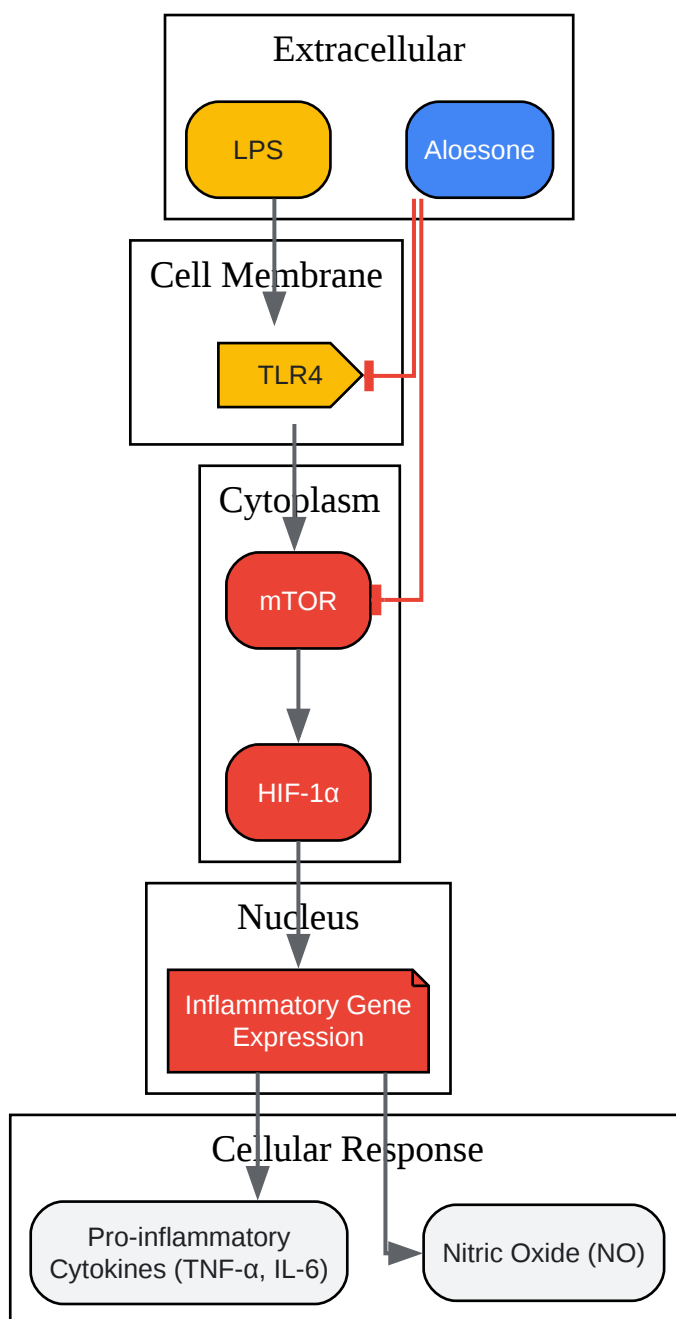 Extracellular
LPS
Aloesone
Cell Membrane
TLR4
Cytoplasm
mTOR
HIF-1α
Nucleus
Inflammatory Gene
Expression
Cellular Response
Pro-inflammatory
Cytokines (TNF-α, IL-6)
Nitric Oxide (NO)